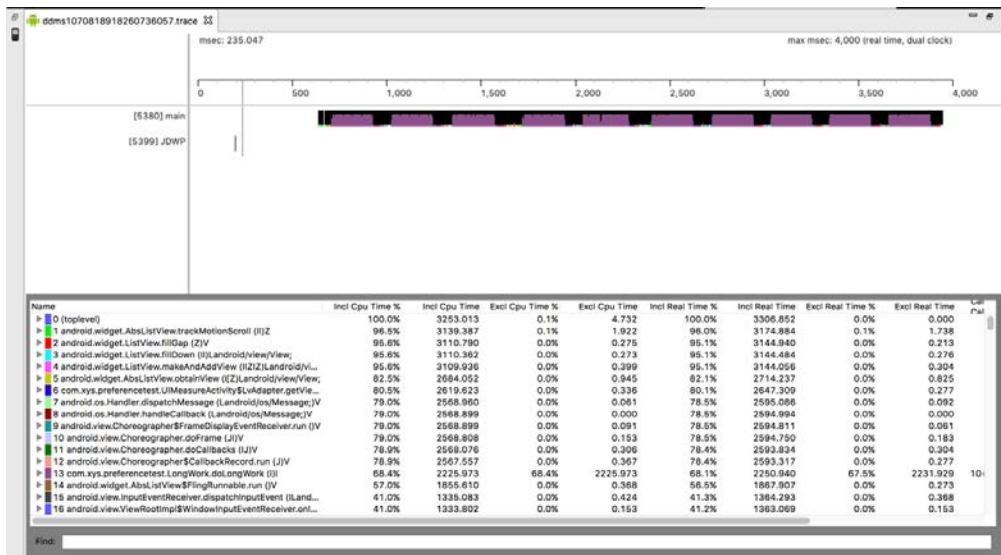 ddms1070818918260736057.trace
msec: 235.047 max msec: 4,000 (real time, dual clock)
0 500 1,000 1,500 2,000 2,500 3,000 3,500 4,000
[5380] main
[5399] JDWP
Name Incl Cpu Time % Incl Cpu Time Excl Cpu Time % Excl Cpu Time Incl Real Time % Incl Real Time Excl Real Time % Excl Real Time
0 (toplevel) 100.0% 3253.013 0.1% 4.732 100.0% 3306.852 0.0% 0.000
1 android.widget.AbsListView.trackMotionScroll (II)Z 96.5% 3139.387 0.1% 1.922 96.0% 3174.884 0.1% 1.738
2 android.widget.ListView.fillGap (Z)V 95.6% 3110.790 0.0% 0.275 95.1% 3144.940 0.0% 0.213
3 android.widget.ListView.fillDown (II)Landroid/view/View; 95.6% 3110.362 0.0% 0.273 95.1% 3144.484 0.0% 0.276
4 android.widget.ListView.makeAndAddView (IIZIZ)Landroid/vi... 95.6% 3109.936 0.0% 0.399 95.1% 3144.056 0.0% 0.304
5 android.widget.AbsListView.obtainView (I[Z)Landroid/view/View; 82.5% 2684.052 0.0% 0.945 82.1% 2714.237 0.0% 0.825
6 com.xys.preferencetest.UIMeasureActivity$LvAdapter.getVie... 80.5% 2619.623 0.0% 0.336 80.1% 2647.309 0.0% 0.277
7 android.os.Handler.dispatchMessage (Landroid/os/Message;)V 79.0% 2568.960 0.0% 0.061 78.5% 2595.086 0.0% 0.092
8 android.os.Handler.handleCallback (Landroid/os/Message;)V 79.0% 2568.899 0.0% 0.000 78.5% 2594.994 0.0% 0.000
9 android.view.Choreographer$FrameDisplayEventReceiver.run ()V 79.0% 2568.899 0.0% 0.091 78.5% 2594.811 0.0% 0.061
10 android.view.Choreographer.doFrame (JI)V 79.0% 2568.808 0.0% 0.153 78.5% 2594.750 0.0% 0.183
11 android.view.Choreographer.doCallbacks (IJ)V 78.9% 2568.076 0.0% 0.306 78.4% 2593.834 0.0% 0.304
12 android.view.Choreographer$CallbackRecord.run (J)V 78.9% 2567.557 0.0% 0.367 78.4% 2593.317 0.0% 0.277
13 com.xys.preferencetest.LongWork.doLongWork (I)I 68.4% 2225.973 68.4% 2225.973 68.1% 2250.940 67.5% 2231.929
14 android.widget.AbsListView$FlingRunnable.run ()V 57.0% 1855.610 0.0% 0.368 56.5% 1867.907 0.0% 0.273
15 android.view.InputEventReceiver.dispatchInputEvent (ILand... 41.0% 1335.083 0.0% 0.424 41.3% 1364.293 0.0% 0.368
16 android.view.ViewRootImpl$WindowInputEventReceiver.onI... 41.0% 1333.802 0.0% 0.153 41.2% 1363.069 0.0% 0.153
Find: